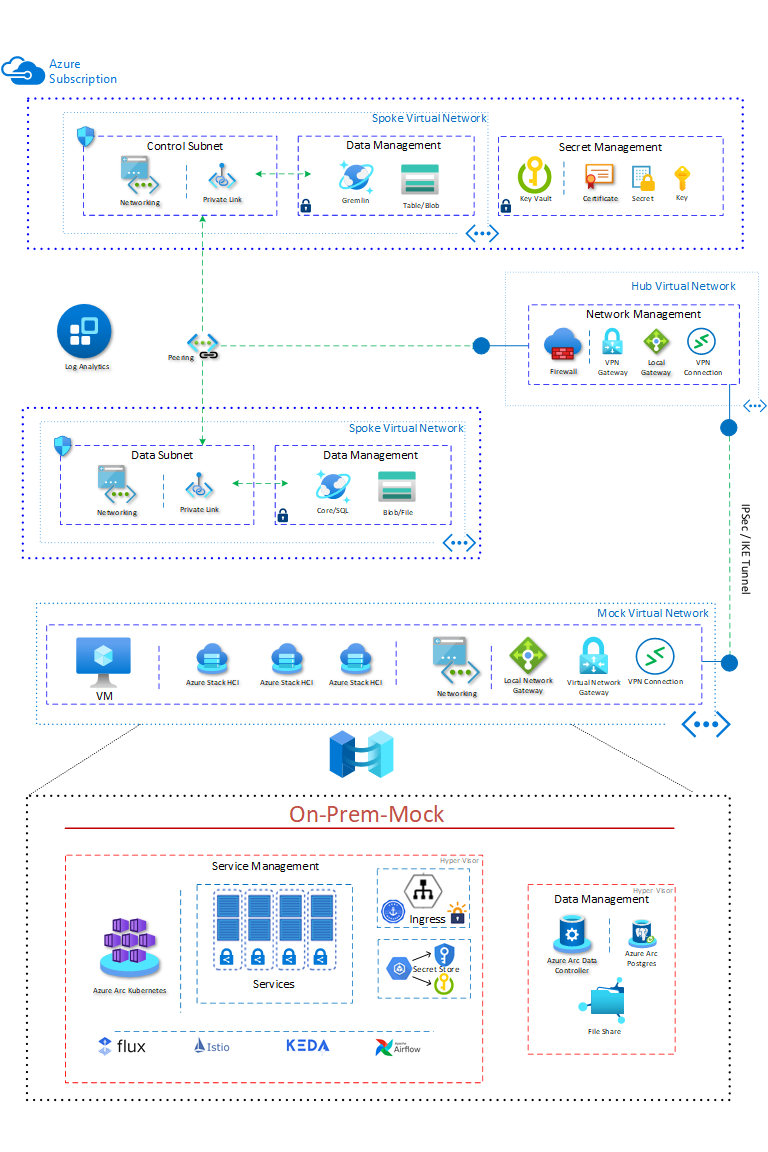 Azure
Subscription
Spoke Virtual Network
Control Subnet
Networking
Private Link
Data Management
Gremlin
Table/Blob
Secret Management
Key Vault
Certificate
Secret
Key
Hub Virtual Network
Network Management
Firewall
VPN
Gateway
Local
Gateway
VPN
Connection
Log Analytics
Peering
Spoke Virtual Network
Data Subnet
Networking
Private Link
Data Management
Core/SQL
Blob/File
IPSec / IKE Tunnel
Mock Virtual Network
VM
Azure Stack HCI
Azure Stack HCI
Azure Stack HCI
Networking
Local Network
Gateway
Virtual Network
Gateway
VPN Connection
On-Prem-Mock
Hyper Visor
Service Management
Azure Arc Kubernetes
Services
Ingress
Secret Store
flux
Istio
KEDA
Apache
Airflow
Hyper Visor
Data Management
Azure Arc Data
Controller
Azure Arc
Postgres
File Share